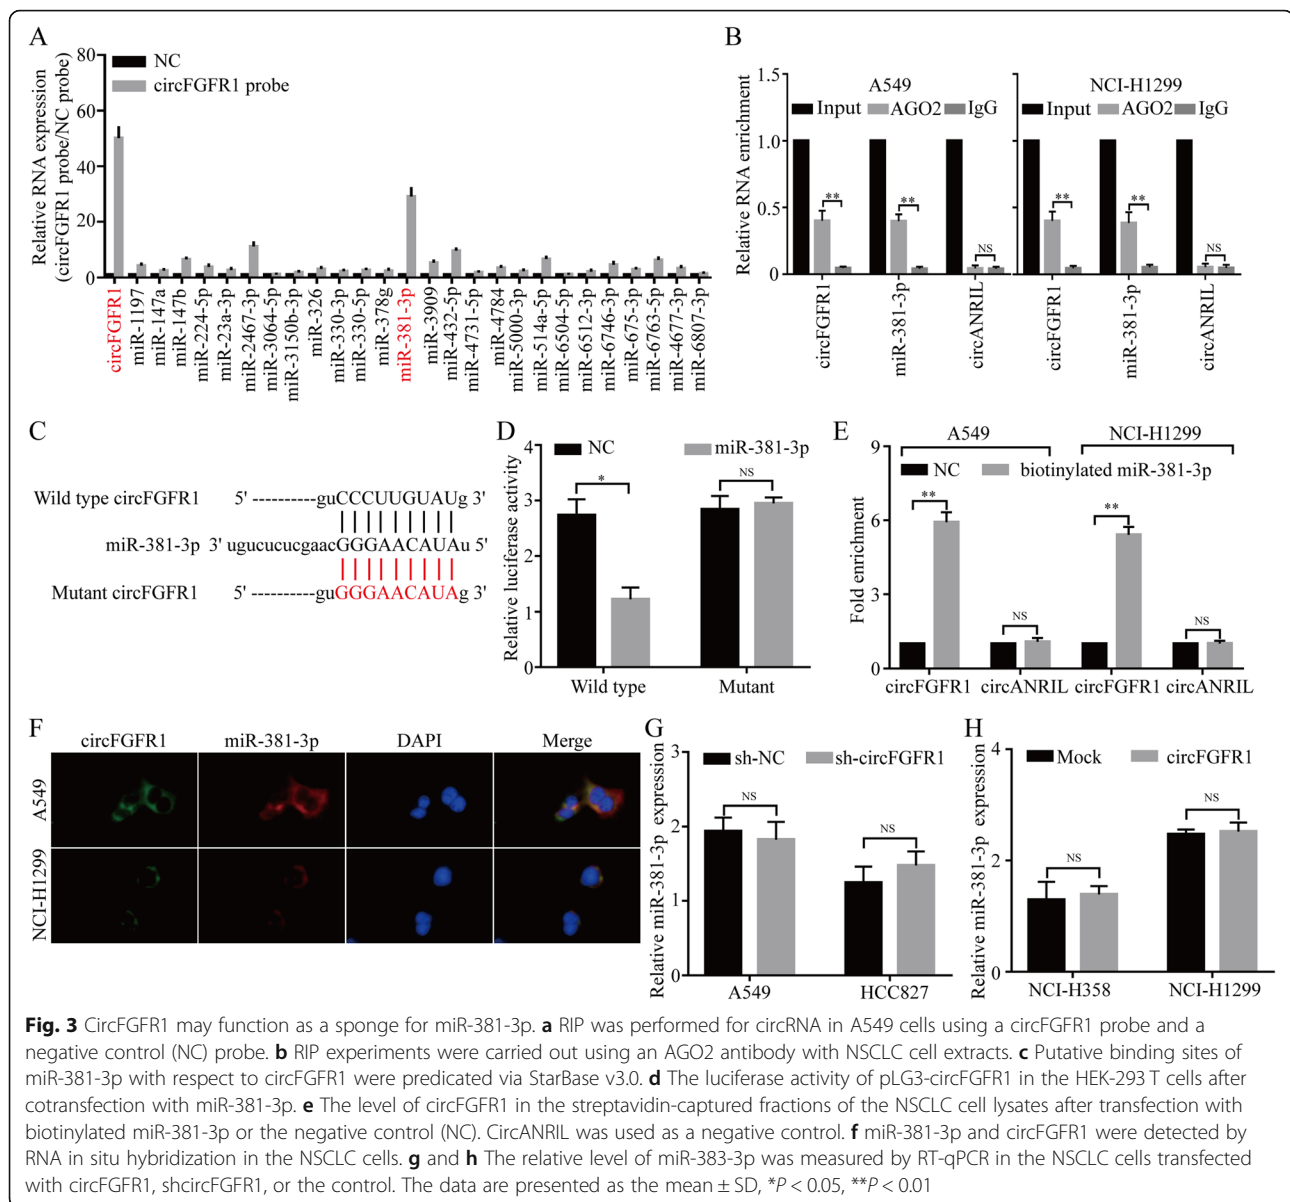 A
80
60
40
20
0
Relative RNA expression
(circFGFR1 probe/NC probe)
NC
circFGFR1 probe
circFGFR1
miR-1197
miR-147a
miR-147b
miR-224-5p
miR-23a-3p
miR-2467-3p
miR-3064-5p
miR-3150b-3p
miR-326
miR-330-3p
miR-330-5p
miR-378g
miR-381-3p
miR-3909
miR-432-5p
miR-4731-5p
miR-4784
miR-5000-3p
miR-514a-5p
miR-6504-5p
miR-6512-3p
miR-6746-3p
miR-675-3p
miR-6763-5p
miR-4677-3p
miR-6807-3p
B
Relative RNA enrichment
1.5
1.0
0.5
0
A549
Input AGO2 IgG
** ** NS
circFGFR1
miR-381-3p
circANRIL
NCI-H1299
Input AGO2 IgG
** ** NS
circFGFR1
miR-381-3p
circANRIL
C
Wild type circFGFR1 5' ----------guCCCUUGUAUg 3'
miR-381-3p 3' ugucucucgaacGGGAACAUAu 5'
Mutant circFGFR1 5' ----------guGGGAACAUAg 3'
D
Relative luciferase activity
4
3
2
1
0
NC miR-381-3p
* NS
Wild type Mutant
E
Fold enrichment
9
6
3
0
A549 NCI-H1299
NC biotinylated miR-381-3p
** NS ** NS
circFGFR1 circANRIL circFGFR1 circANRIL
F
circFGFR1 miR-381-3p DAPI Merge
A549
NCI-H1299
G
Relative miR-381-3p expression
3
2
1
0
sh-NC sh-circFGFR1
NS NS
A549 HCC827
H
Relative miR-381-3p expression
4
2
0
Mock circFGFR1
NS NS
NCI-H358 NCI-H1299
Fig. 3 CircFGFR1 may function as a sponge for miR-381-3p. a RIP was performed for circRNA in A549 cells using a circFGFR1 probe and a
negative control (NC) probe. b RIP experiments were carried out using an AGO2 antibody with NSCLC cell extracts. c Putative binding sites of
miR-381-3p with respect to circFGFR1 were predicated via StarBase v3.0. d The luciferase activity of pLG3-circFGFR1 in the HEK-293 T cells after
cotransfection with miR-381-3p. e The level of circFGFR1 in the streptavidin-captured fractions of the NSCLC cell lysates after transfection with
biotinylated miR-381-3p or the negative control (NC). CircANRIL was used as a negative control. f miR-381-3p and circFGFR1 were detected by
RNA in situ hybridization in the NSCLC cells. g and h The relative level of miR-383-3p was measured by RT-qPCR in the NSCLC cells transfected
with circFGFR1, shcircFGFR1, or the control. The data are presented as the mean ± SD, *P < 0.05, **P < 0.01